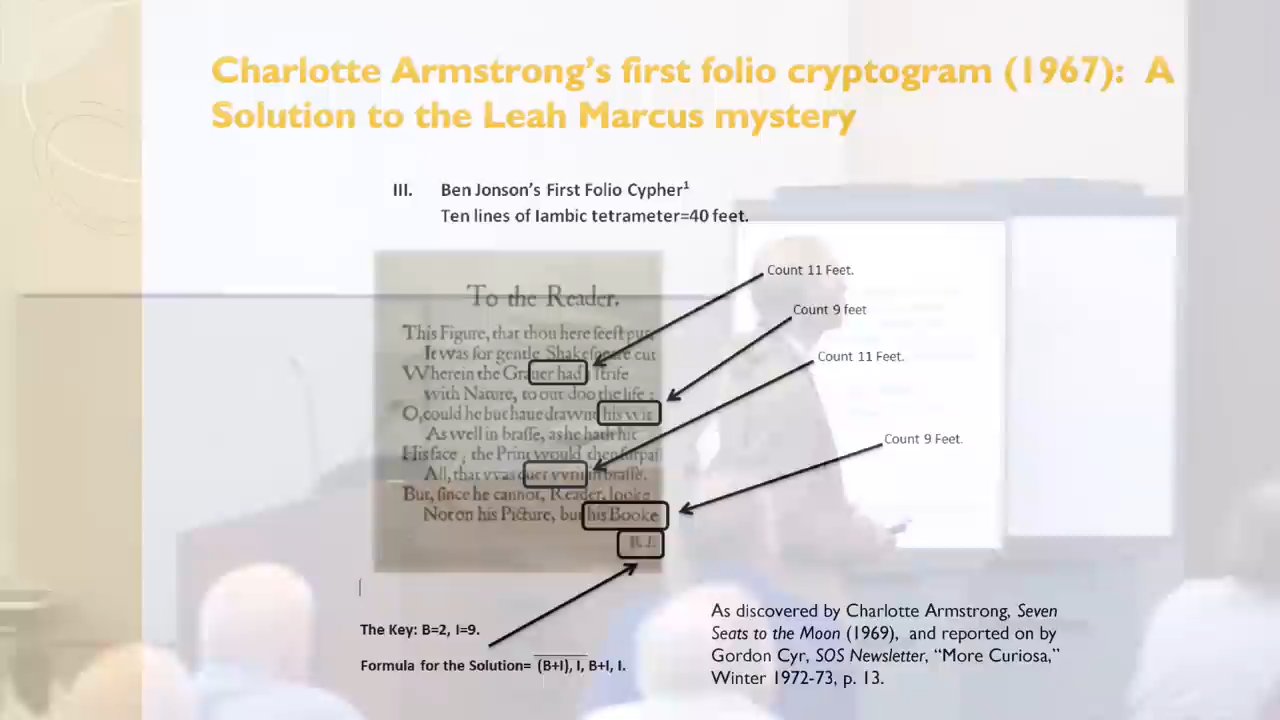 Charlotte Armstrong's first folio cryptogram (1967):  A
Solution to the Leah Marcus mystery
III. Ben Jonson's First Folio Cypher¹
Ten lines of Iambic tetrameter=40 feet.
Count 11 Feet.
Count 9 feet
Count 11 Feet.
Count 9 Feet.
To the Reader.
This Figure, that thou here ſeeſt put,
It was for gentle Shakeſpeare cut
Wherein the Grauer had ſtrife
with Nature, to out doo the life :
O, could he but haue drawne his wit
As well in braſſe, as he hath hit
His face ; the Print would then ſurpaſ
All, that vvas euer vvrit in braſſe.
But, ſince he cannot, Reader, looke
Not on his Picture, but his Booke
B. I.
The Key: B=2, I=9.
Formula for the Solution= (B+I), I, B+I, I.
As discovered by Charlotte Armstrong, Seven
Seats to the Moon (1969),  and reported on by
Gordon Cyr, SOS Newsletter, "More Curiosa,"
Winter 1972-73, p. 13.